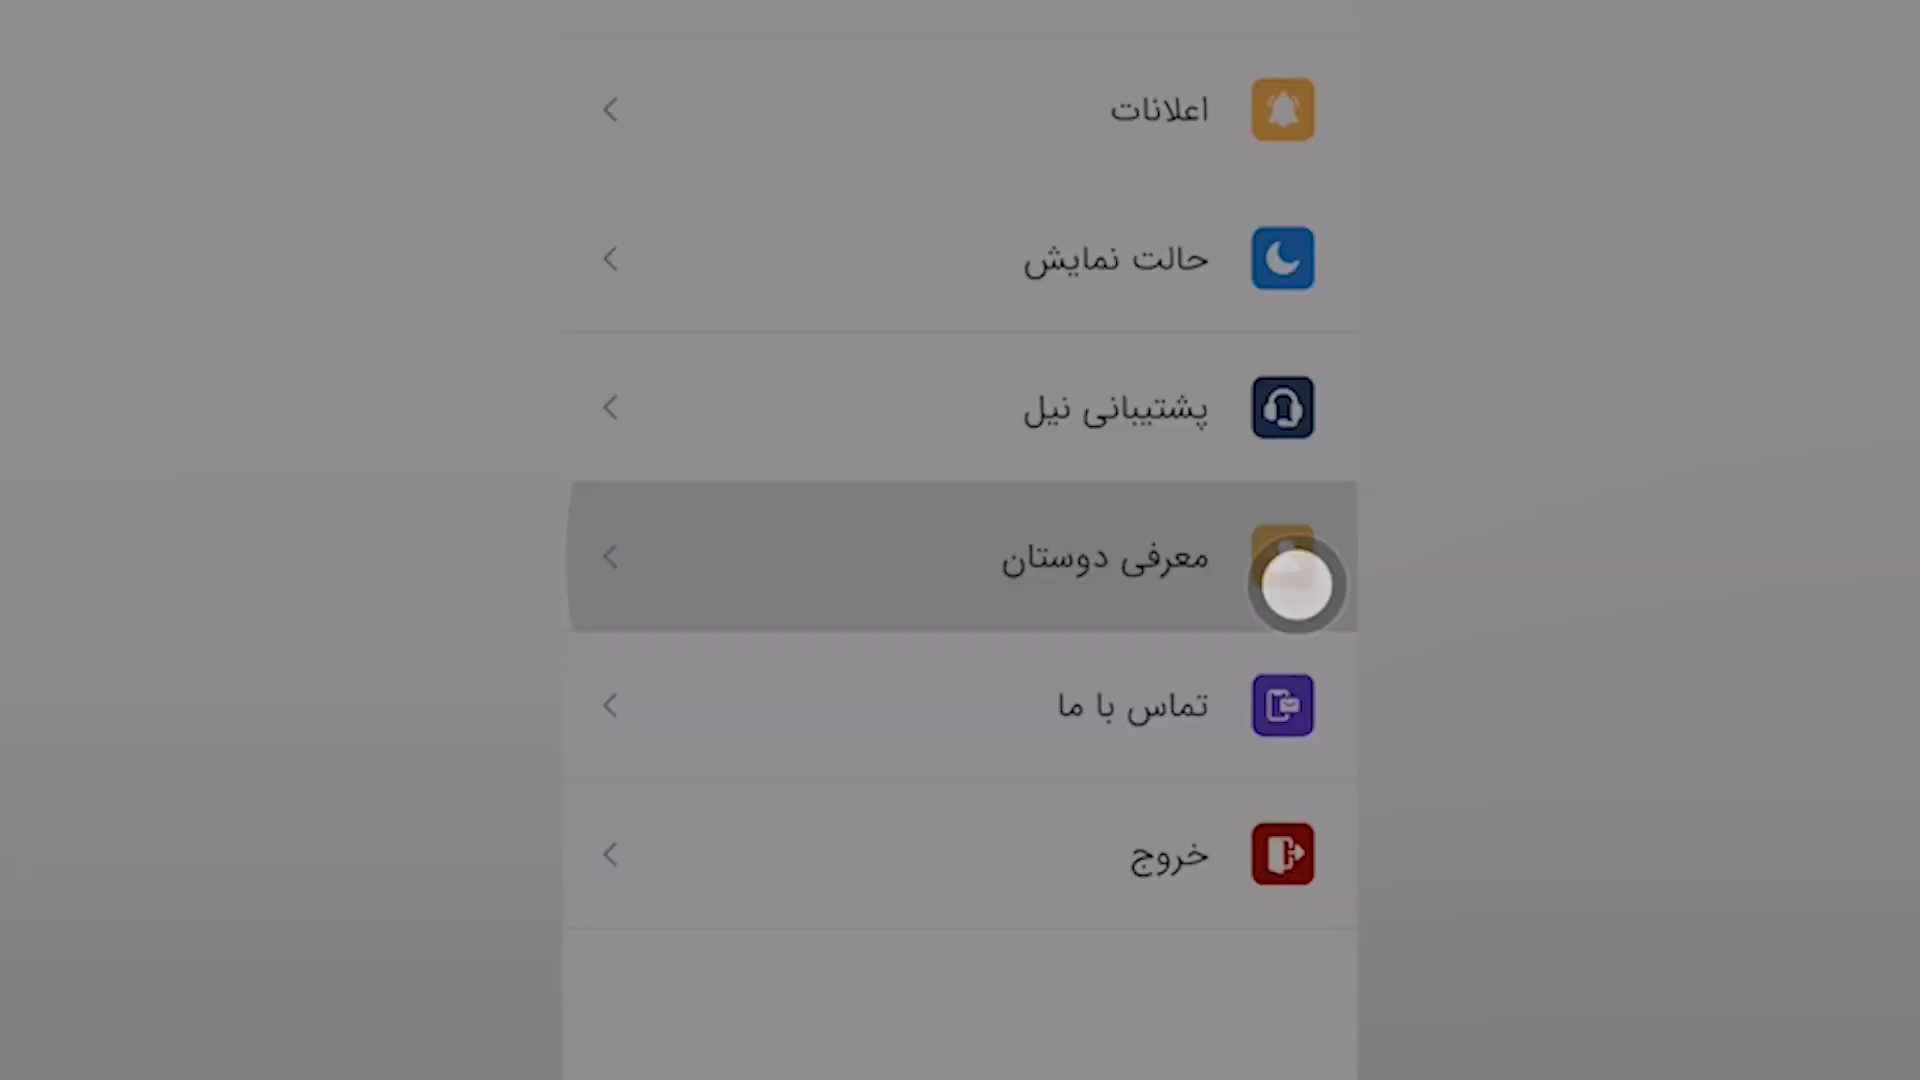 اعلانات
حالت نمایش
پشتیبانی نیل
معرفی دوستان
تماس با ما
خروج